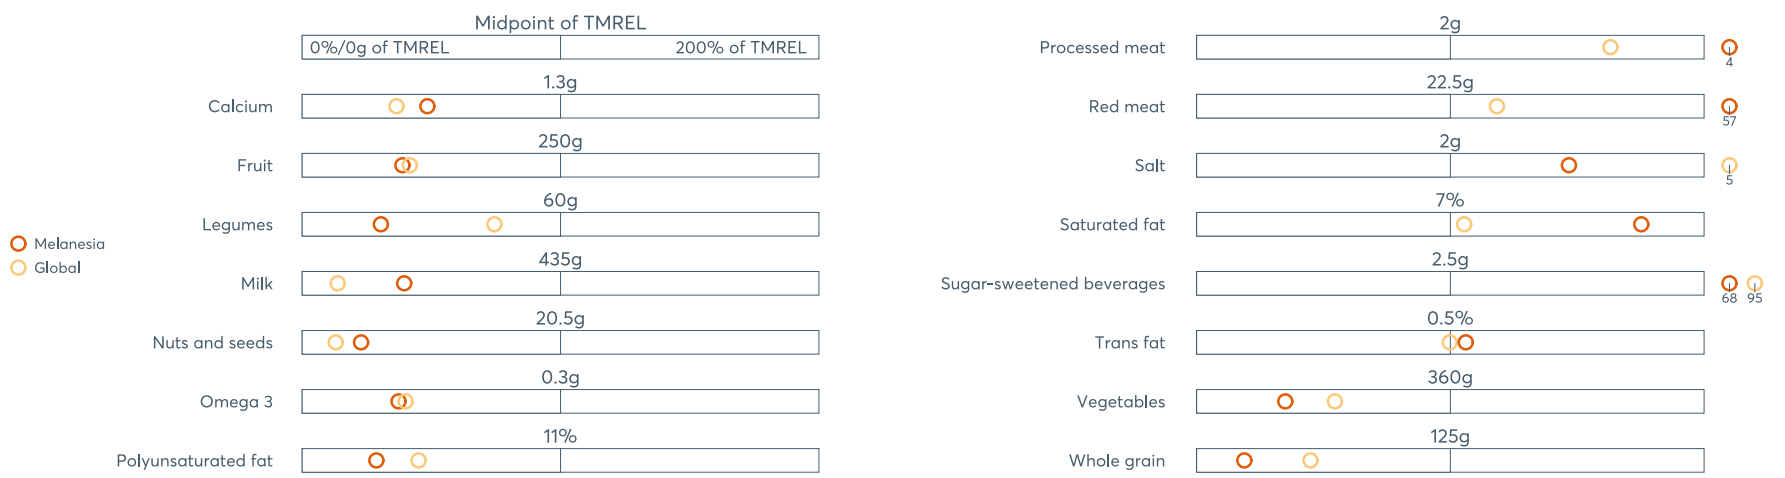 Midpoint of TMREL
0%/0g of TMREL 200% of TMREL
1.3g
Calcium
250g
Fruit
60g
Legumes
Melanesia
Global
435g
Milk
20.5g
Nuts and seeds
0.3g
Omega 3
11%
Polyunsaturated fat
2g
Processed meat
4
22.5g
Red meat
57
2g
Salt
5
7%
Saturated fat
2.5g
Sugar-sweetened beverages
68 95
0.5%
Trans fat
360g
Vegetables
125g
Whole grain